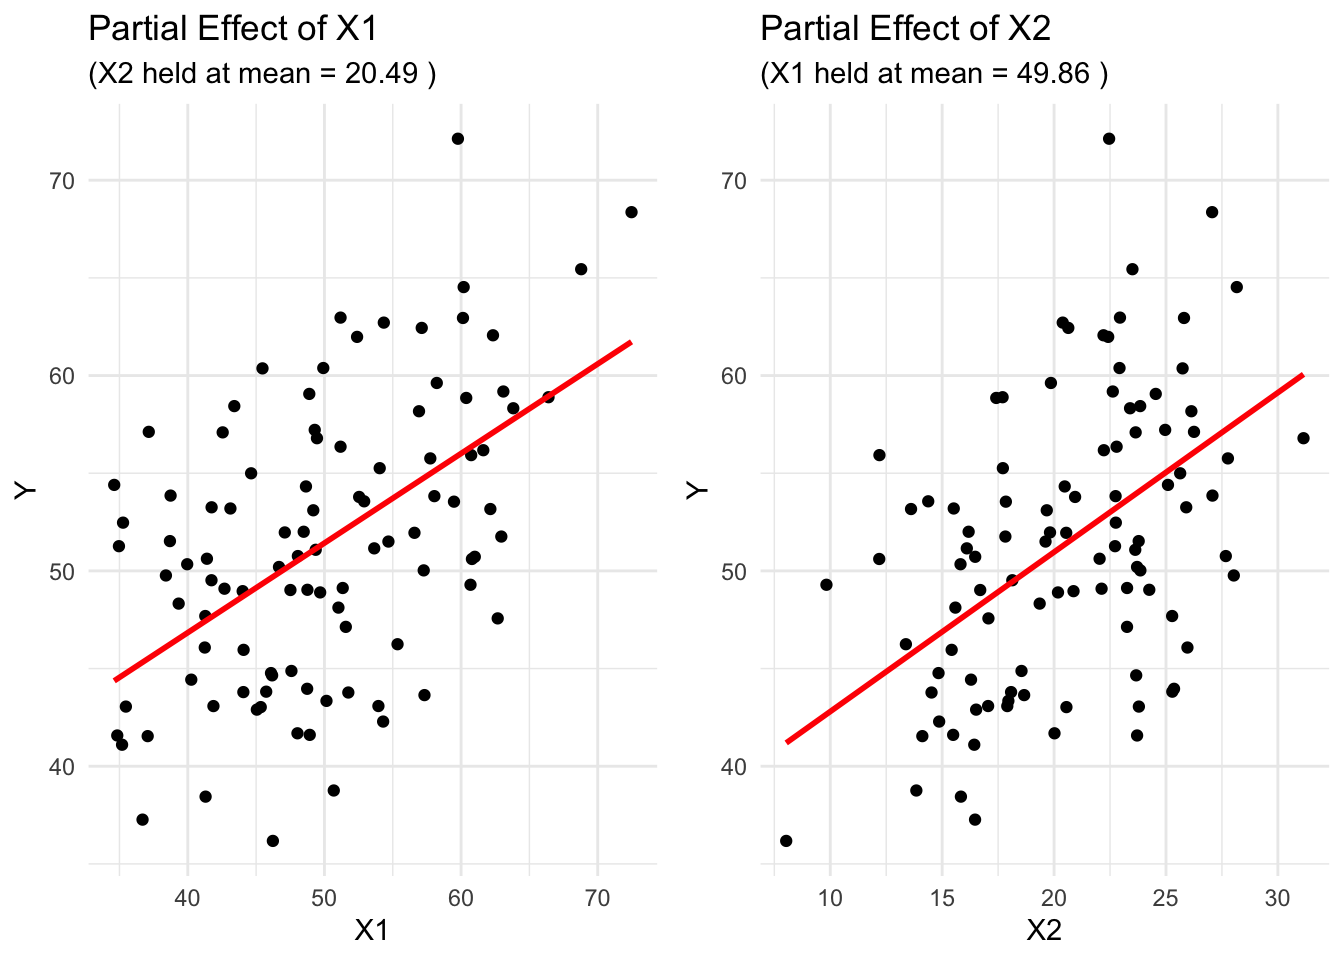 Partial Effect of X1
(X2 held at mean = 20.49 )
Y
70
60
50
40
40 50 60 70
X1
Partial Effect of X2
(X1 held at mean = 49.86 )
Y
70
60
50
40
10 15 20 25 30
X2